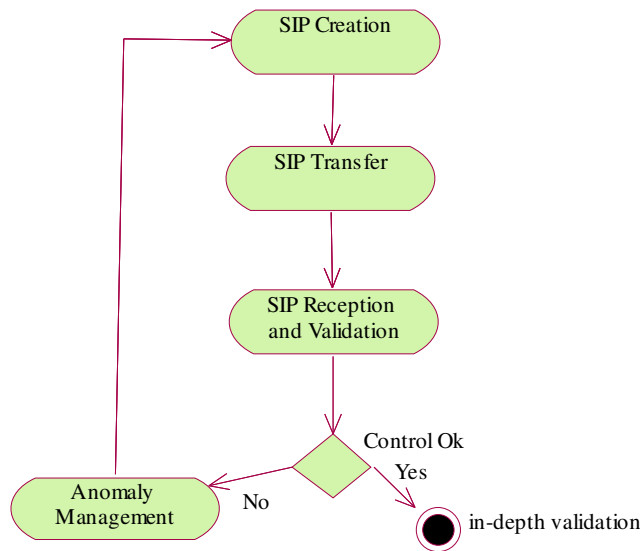 SIP Creation
SIP Transfer
SIP Reception
and Validation
Control Ok
Yes
No
Anomaly
Management
in-depth validation